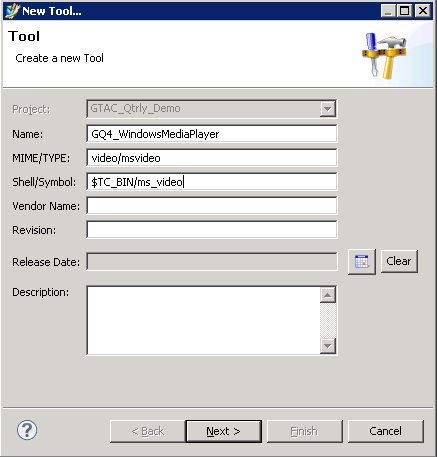 New Tool...
Tool
Create a new Tool
Project: GTAC_Qtrly_Demo
Name: GQ4_WindowsMediaPlayer
MIME/TYPE: video/msvideo
Shell/Symbol: $TC_BIN/ms_video
Vendor Name:
Revision:
Release Date: Clear
Description:
? < Back Next > Finish Cancel